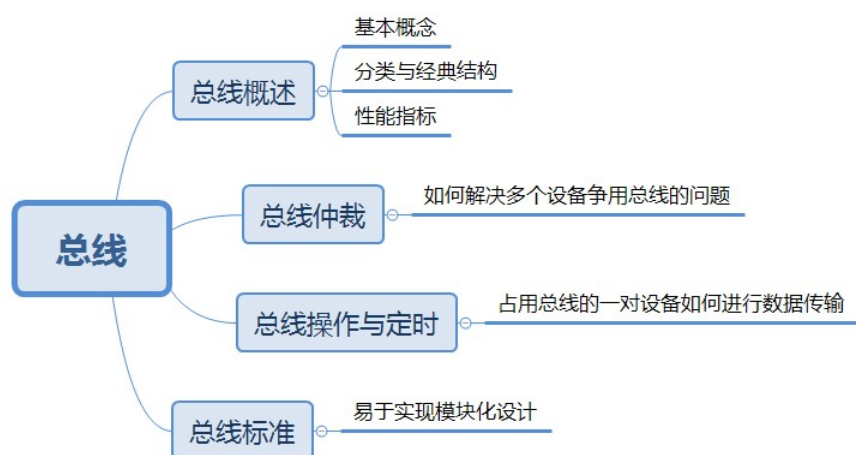 总线
总线概述
基本概念
分类与经典结构
性能指标
总线仲裁
如何解决多个设备争用总线的问题
总线操作与定时
占用总线的一对设备如何进行数据传输
总线标准
易于实现模块化设计